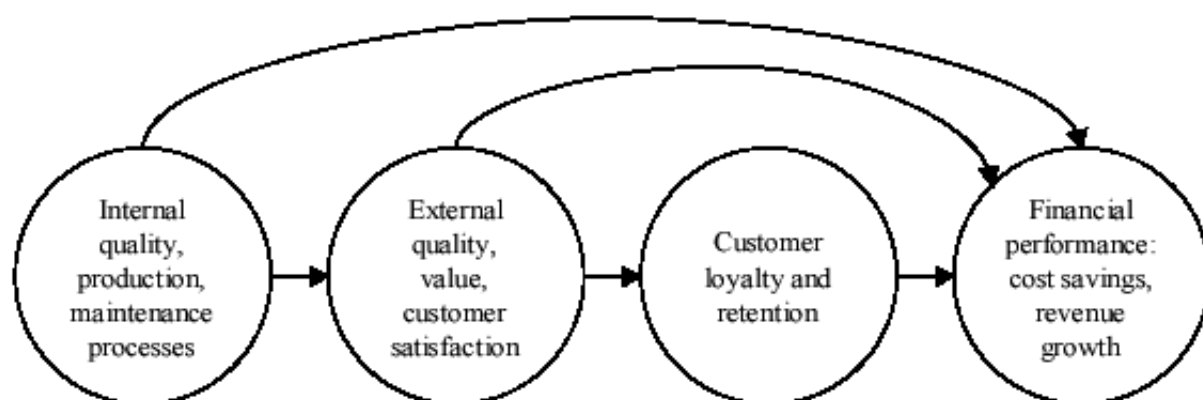 Internal
quality,
production,
maintenance
processes
External
quality,
value,
customer
satisfaction
Customer
loyalty and
retention
Financial
performance:
cost savings,
revenue
growth